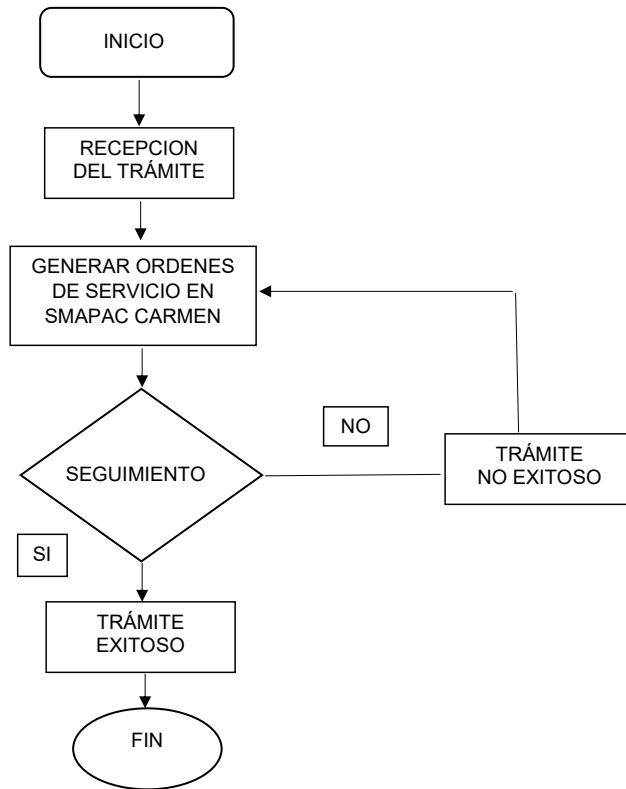 INICIO
RECEPCION
DEL TRÁMITE
GENERAR ORDENES
DE SERVICIO EN
SMAPAC CARMEN
NO
SEGUIMIENTO
TRÁMITE
NO EXITOSO
SI
TRÁMITE
EXITOSO
FIN